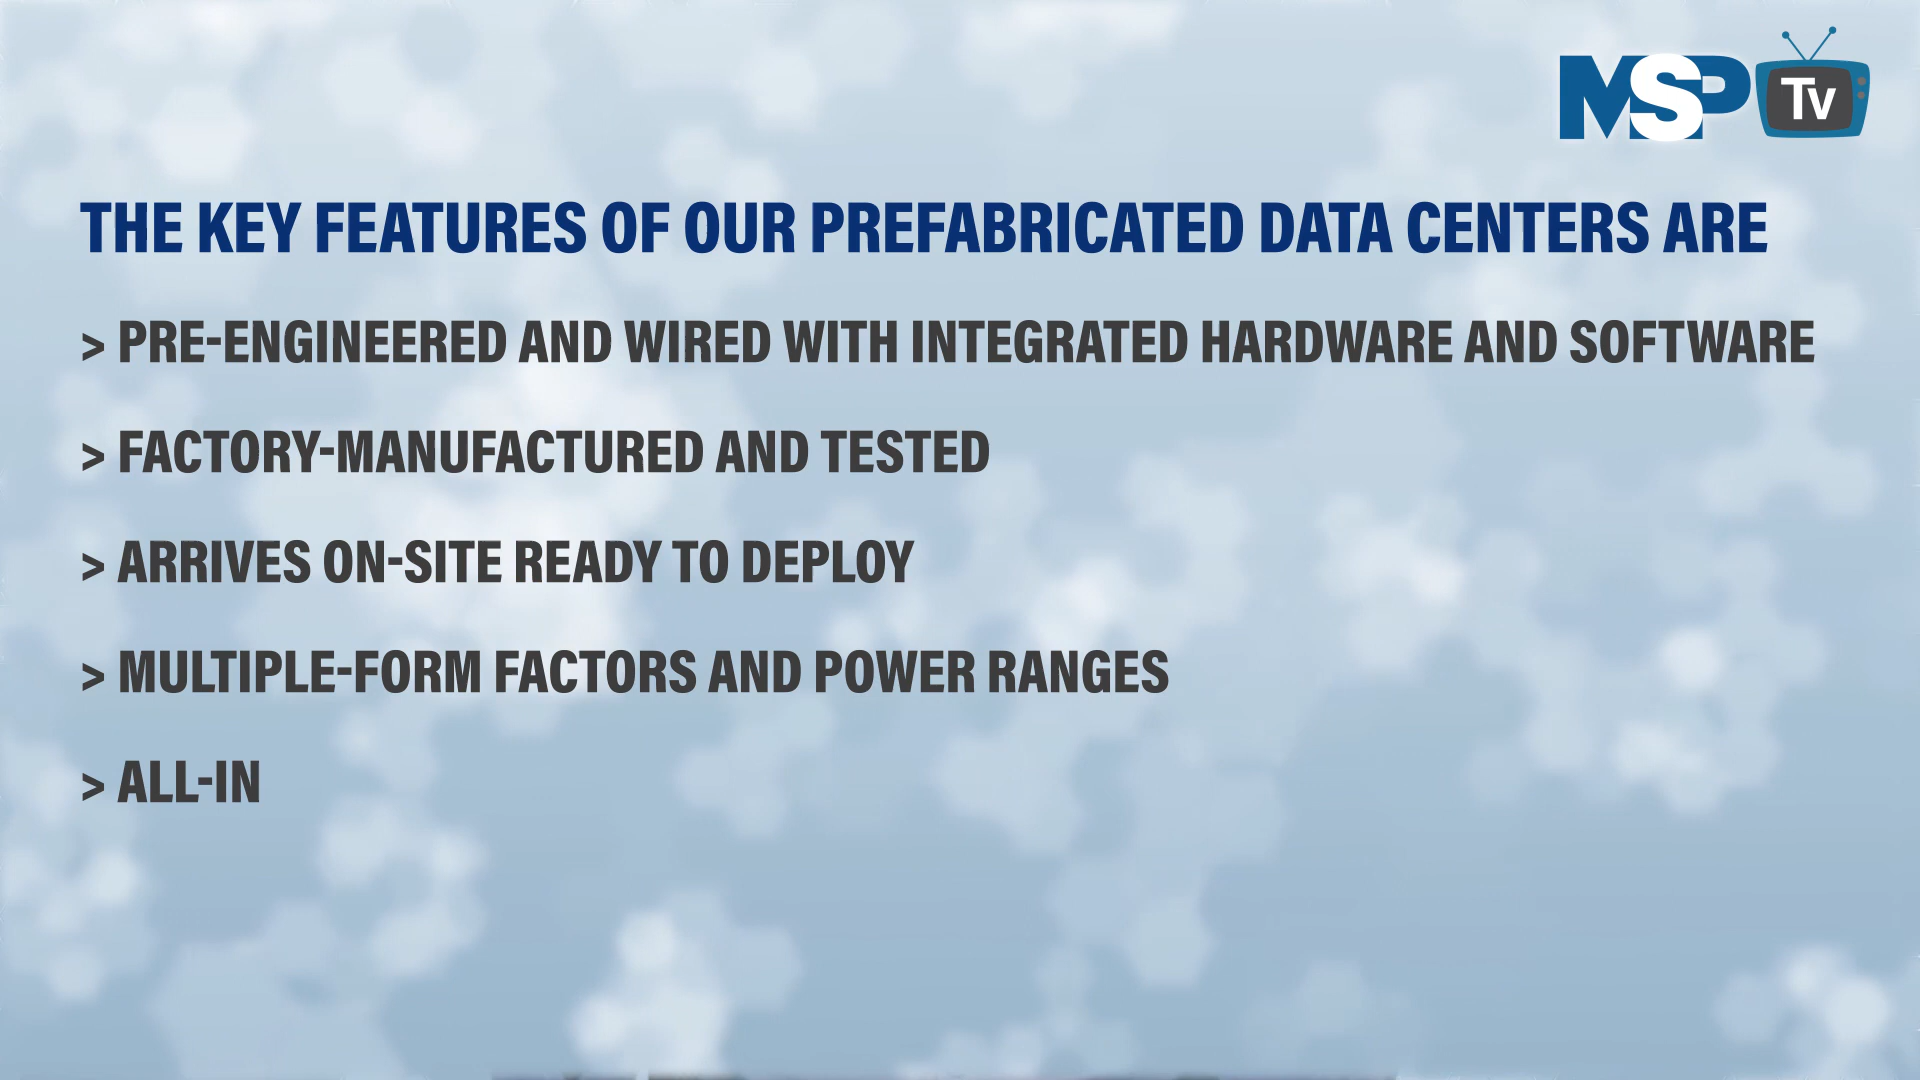 MSP Tv
THE KEY FEATURES OF OUR PREFABRICATED DATA CENTERS ARE
> PRE-ENGINEERED AND WIRED WITH INTEGRATED HARDWARE AND SOFTWARE
> FACTORY-MANUFACTURED AND TESTED
> ARRIVES ON-SITE READY TO DEPLOY
> MULTIPLE-FORM FACTORS AND POWER RANGES
> ALL-IN